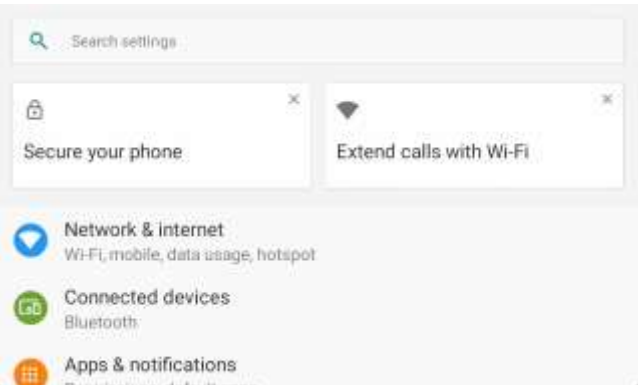 Search settings
Secure your phone
Extend calls with Wi-Fi
Network & internet
Wi-Fi, mobile, data usage, hotspot
Connected devices
Bluetooth
Apps & notifications